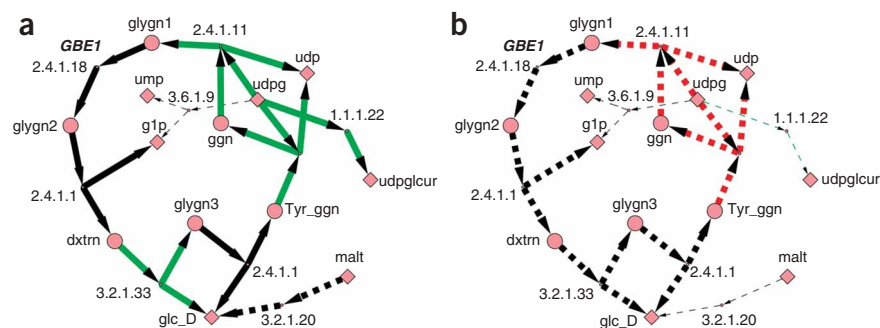 a
glygn1
2.4.1.11
GBE1
2.4.1.18
udp
ump
udpg
3.6.1.9
1.1.1.22
glygn2
g1p
ggn
2.4.1.1
udpglcur
glygn3
Tyr_ggn
dxtrn
malt
2.4.1.1
3.2.1.33
glc_D
3.2.1.20
b
glygn1
2.4.1.11
GBE1
2.4.1.18
udp
ump
udpg
3.6.1.9
1.1.1.22
glygn2
g1p
ggn
2.4.1.1
udpglcur
glygn3
Tyr_ggn
dxtrn
malt
2.4.1.1
3.2.1.33
glc_D
3.2.1.20